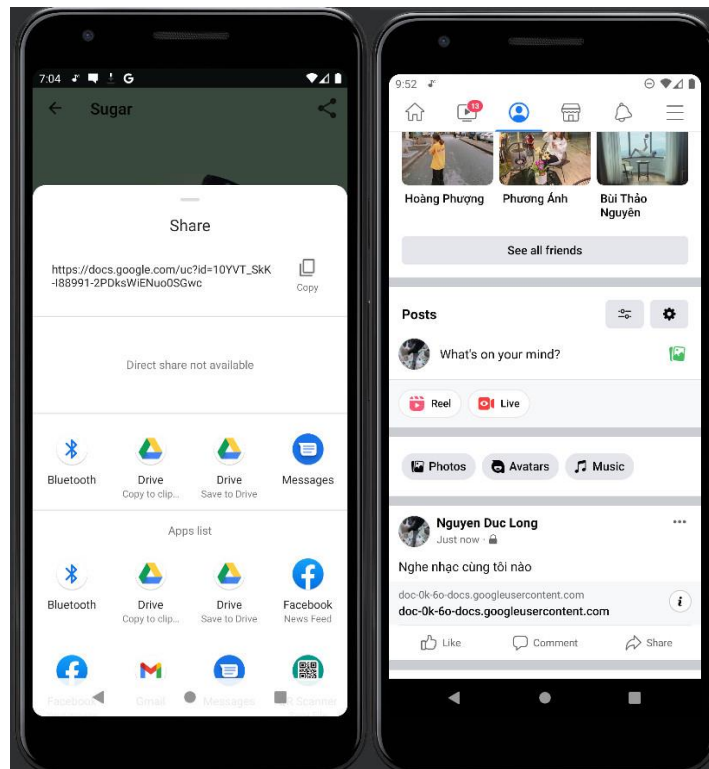 7:04
G
Sugar
Share
https://docs.google.com/uc?id=10YVT_SkK
-I88991-2PDksWiENuo0SGwc
Copy
Direct share not available
Bluetooth
Drive
Copy to clip...
Drive
Save to Drive
Messages
Apps list
Bluetooth
Drive
Copy to clip...
Drive
Save to Drive
Facebook
News Feed
Facebook
Gmail
Messages
QR Scanner
9:52
13
Hoàng Phượng
Phương Ánh
Bùi Thảo
Nguyên
See all friends
Posts
What's on your mind?
Reel
Live
Photos
Avatars
Music
Nguyen Duc Long
Just now
Nghe nhạc cùng tôi nào
doc-0k-6o-docs.googleusercontent.com
doc-0k-6o-docs.googleusercontent.com
i
Like
Comment
Share